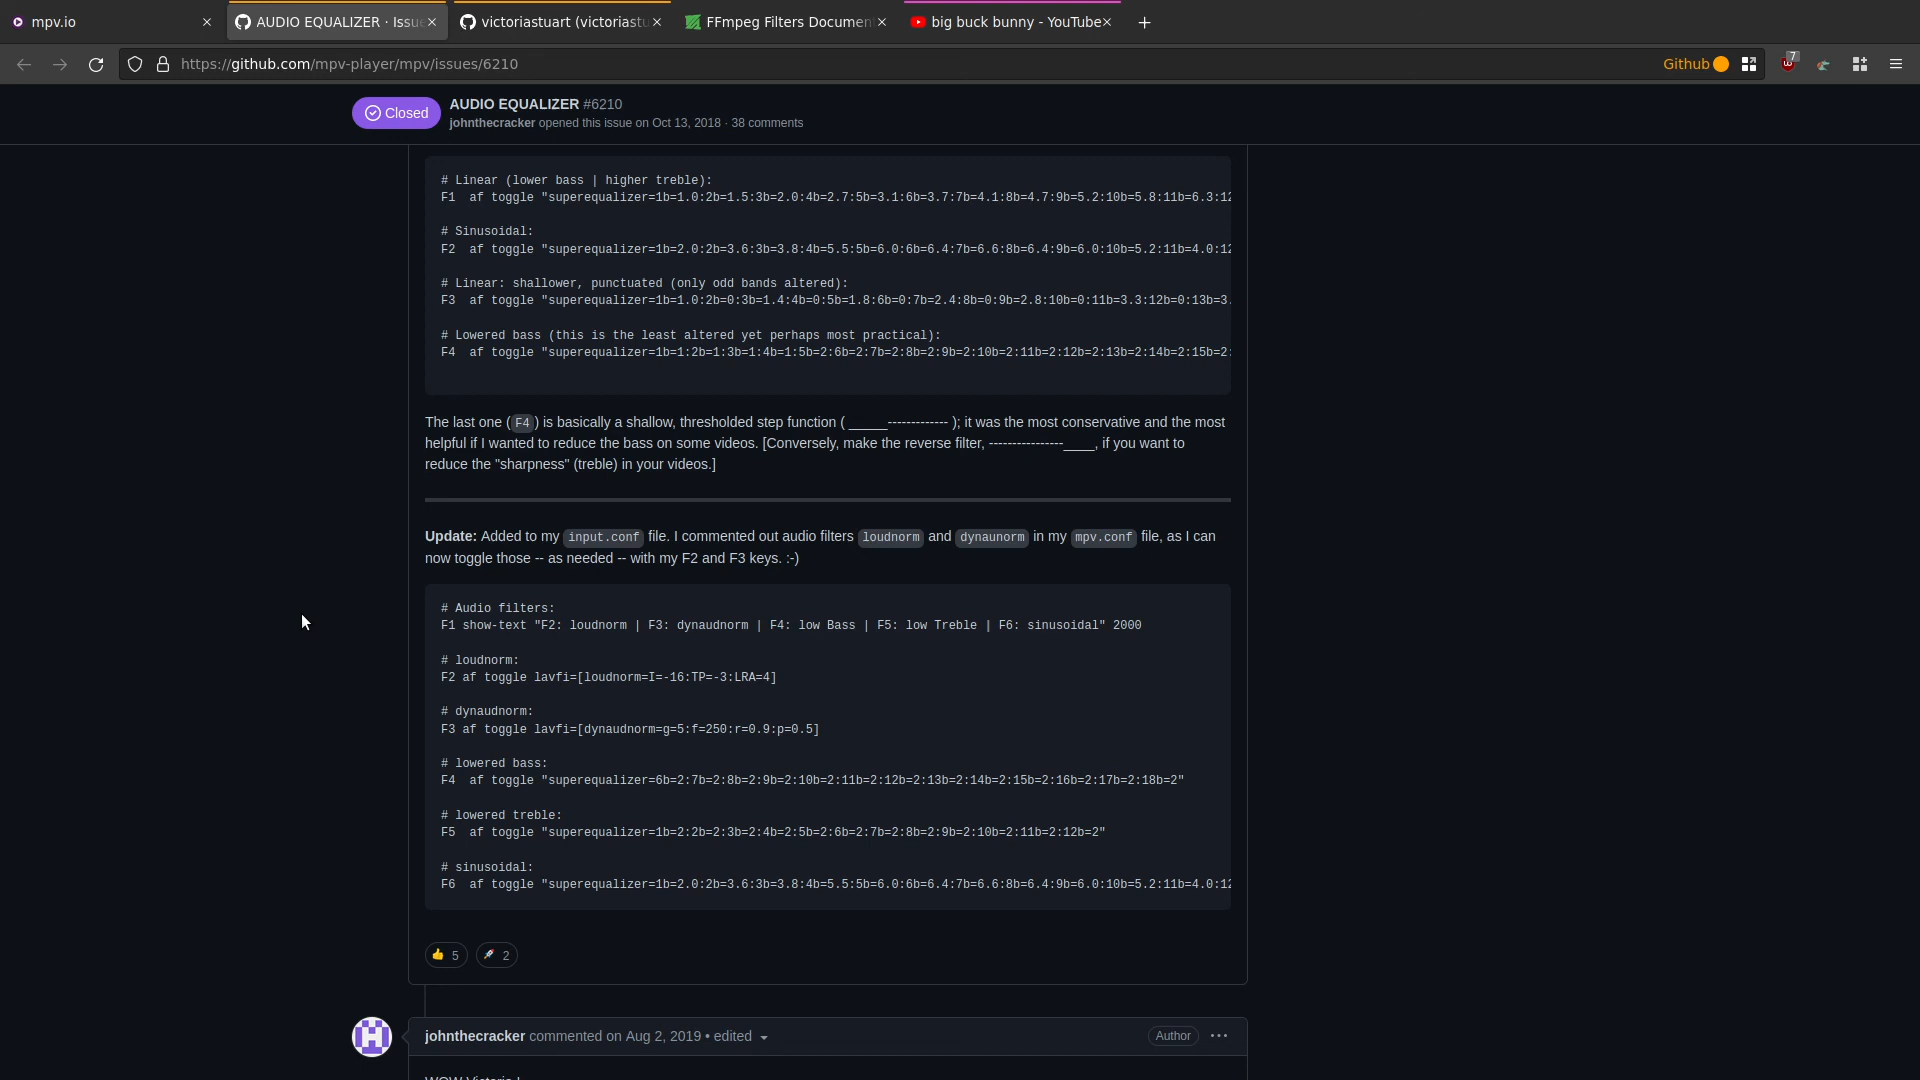 mpv.io
AUDIO EQUALIZER · Issue
victoriastuart (victoriastu
FFmpeg Filters Documen
big buck bunny - YouTube
https://github.com/mpv-player/mpv/issues/6210
Github
7
Closed
AUDIO EQUALIZER #6210
johnthecracker opened this issue on Oct 13, 2018 · 38 comments
# Linear (lower bass | higher treble):
F1  af toggle "superequalizer=1b=1.0:2b=1.5:3b=2.0:4b=2.7:5b=3.1:6b=3.7:7b=4.1:8b=4.7:9b=5.2:10b=5.8:11b=6.3:12
# Sinusoidal:
F2  af toggle "superequalizer=1b=2.0:2b=3.6:3b=3.8:4b=5.5:5b=6.0:6b=6.4:7b=6.6:8b=6.4:9b=6.0:10b=5.2:11b=4.0:12
# Linear: shallower, punctuated (only odd bands altered):
F3  af toggle "superequalizer=1b=1.0:2b=0:3b=1.4:4b=0:5b=1.8:6b=0:7b=2.4:8b=0:9b=2.8:10b=0:11b=3.3:12b=0:13b=3.
# Lowered bass (this is the least altered yet perhaps most practical):
F4  af toggle "superequalizer=1b=1:2b=1:3b=1:4b=1:5b=2:6b=2:7b=2:8b=2:9b=2:10b=2:11b=2:12b=2:13b=2:14b=2:15b=2:
The last one (F4) is basically a shallow, thresholded step function ( _____------------- ); it was the most conservative and the most
helpful if I wanted to reduce the bass on some videos. [Conversely, make the reverse filter, ----------------____, if you want to
reduce the "sharpness" (treble) in your videos.]
Update: Added to my input.conf file. I commented out audio filters loudnorm and dynaunorm in my mpv.conf file, as I can
now toggle those -- as needed -- with my F2 and F3 keys. :-)
# Audio filters:
F1 show-text "F2: loudnorm | F3: dynaudnorm | F4: low Bass | F5: low Treble | F6: sinusoidal" 2000
# loudnorm:
F2 af toggle lavfi=[loudnorm=I=-16:TP=-3:LRA=4]
# dynaudnorm:
F3 af toggle lavfi=[dynaudnorm=g=5:f=250:r=0.9:p=0.5]
# lowered bass:
F4  af toggle "superequalizer=6b=2:7b=2:8b=2:9b=2:10b=2:11b=2:12b=2:13b=2:14b=2:15b=2:16b=2:17b=2:18b=2"
# lowered treble:
F5  af toggle "superequalizer=1b=2:2b=2:3b=2:4b=2:5b=2:6b=2:7b=2:8b=2:9b=2:10b=2:11b=2:12b=2"
# sinusoidal:
F6  af toggle "superequalizer=1b=2.0:2b=3.6:3b=3.8:4b=5.5:5b=6.0:6b=6.4:7b=6.6:8b=6.4:9b=6.0:10b=5.2:11b=4.0:12
👍 5 🚀 2
johnthecracker commented on Aug 2, 2019 • edited
Author
WOW Victoria !